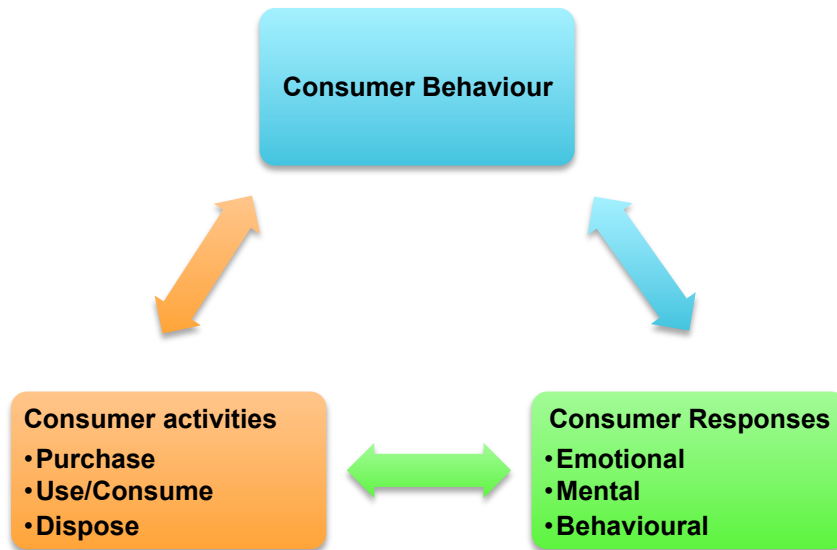 Consumer Behaviour
Consumer activities
•Purchase
•Use/Consume
•Dispose
Consumer Responses
•Emotional
•Mental
•Behavioural